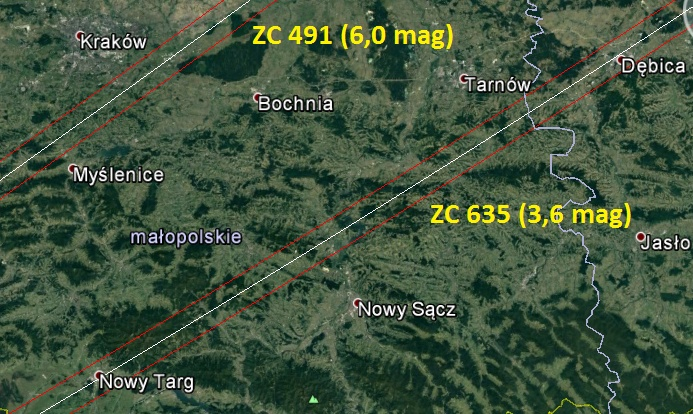 ZC 491 (6,0 mag)
Kraków
Dębica
Tarnów
Bochnia
Myślenice
ZC 635 (3,6 mag)
małopolskie
Jasło
Nowy Sącz
Nowy Targ